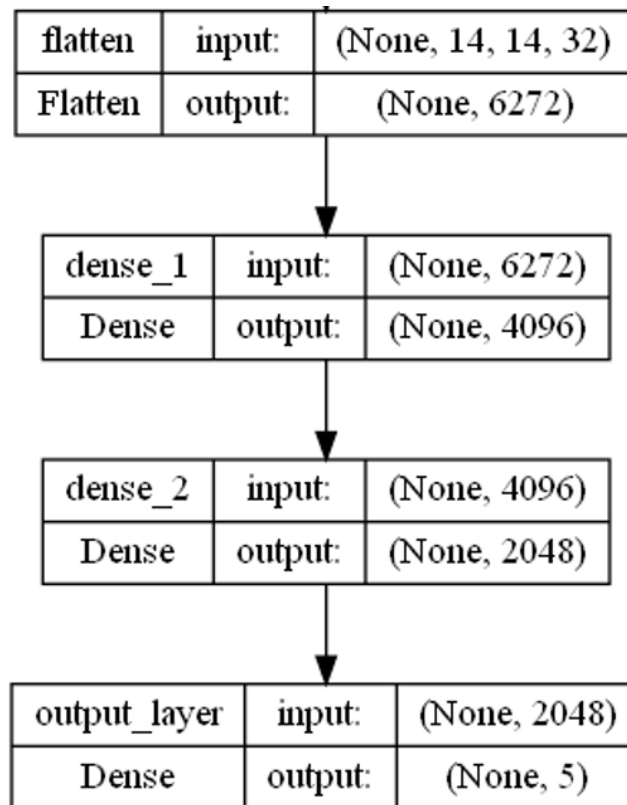 flatten input: (None, 14, 14, 32)
Flatten output: (None, 6272)
dense_1 input: (None, 6272)
Dense output: (None, 4096)
dense_2 input: (None, 4096)
Dense output: (None, 2048)
output_layer input: (None, 2048)
Dense output: (None, 5)